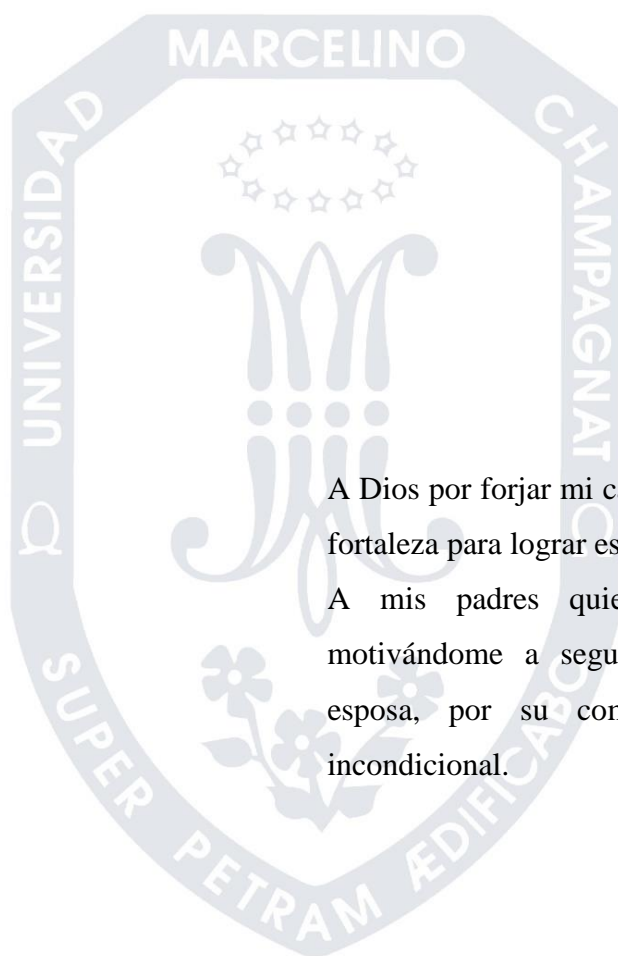 MARCELINO
CHAMPAGNAT
UNIVERSIDAD
A Dios por forjar mi
fortaleza para lograr
A mis padres
motivándome a
esposa, por su
incondicional.
SUPER PETRAM ÆDIFICABO